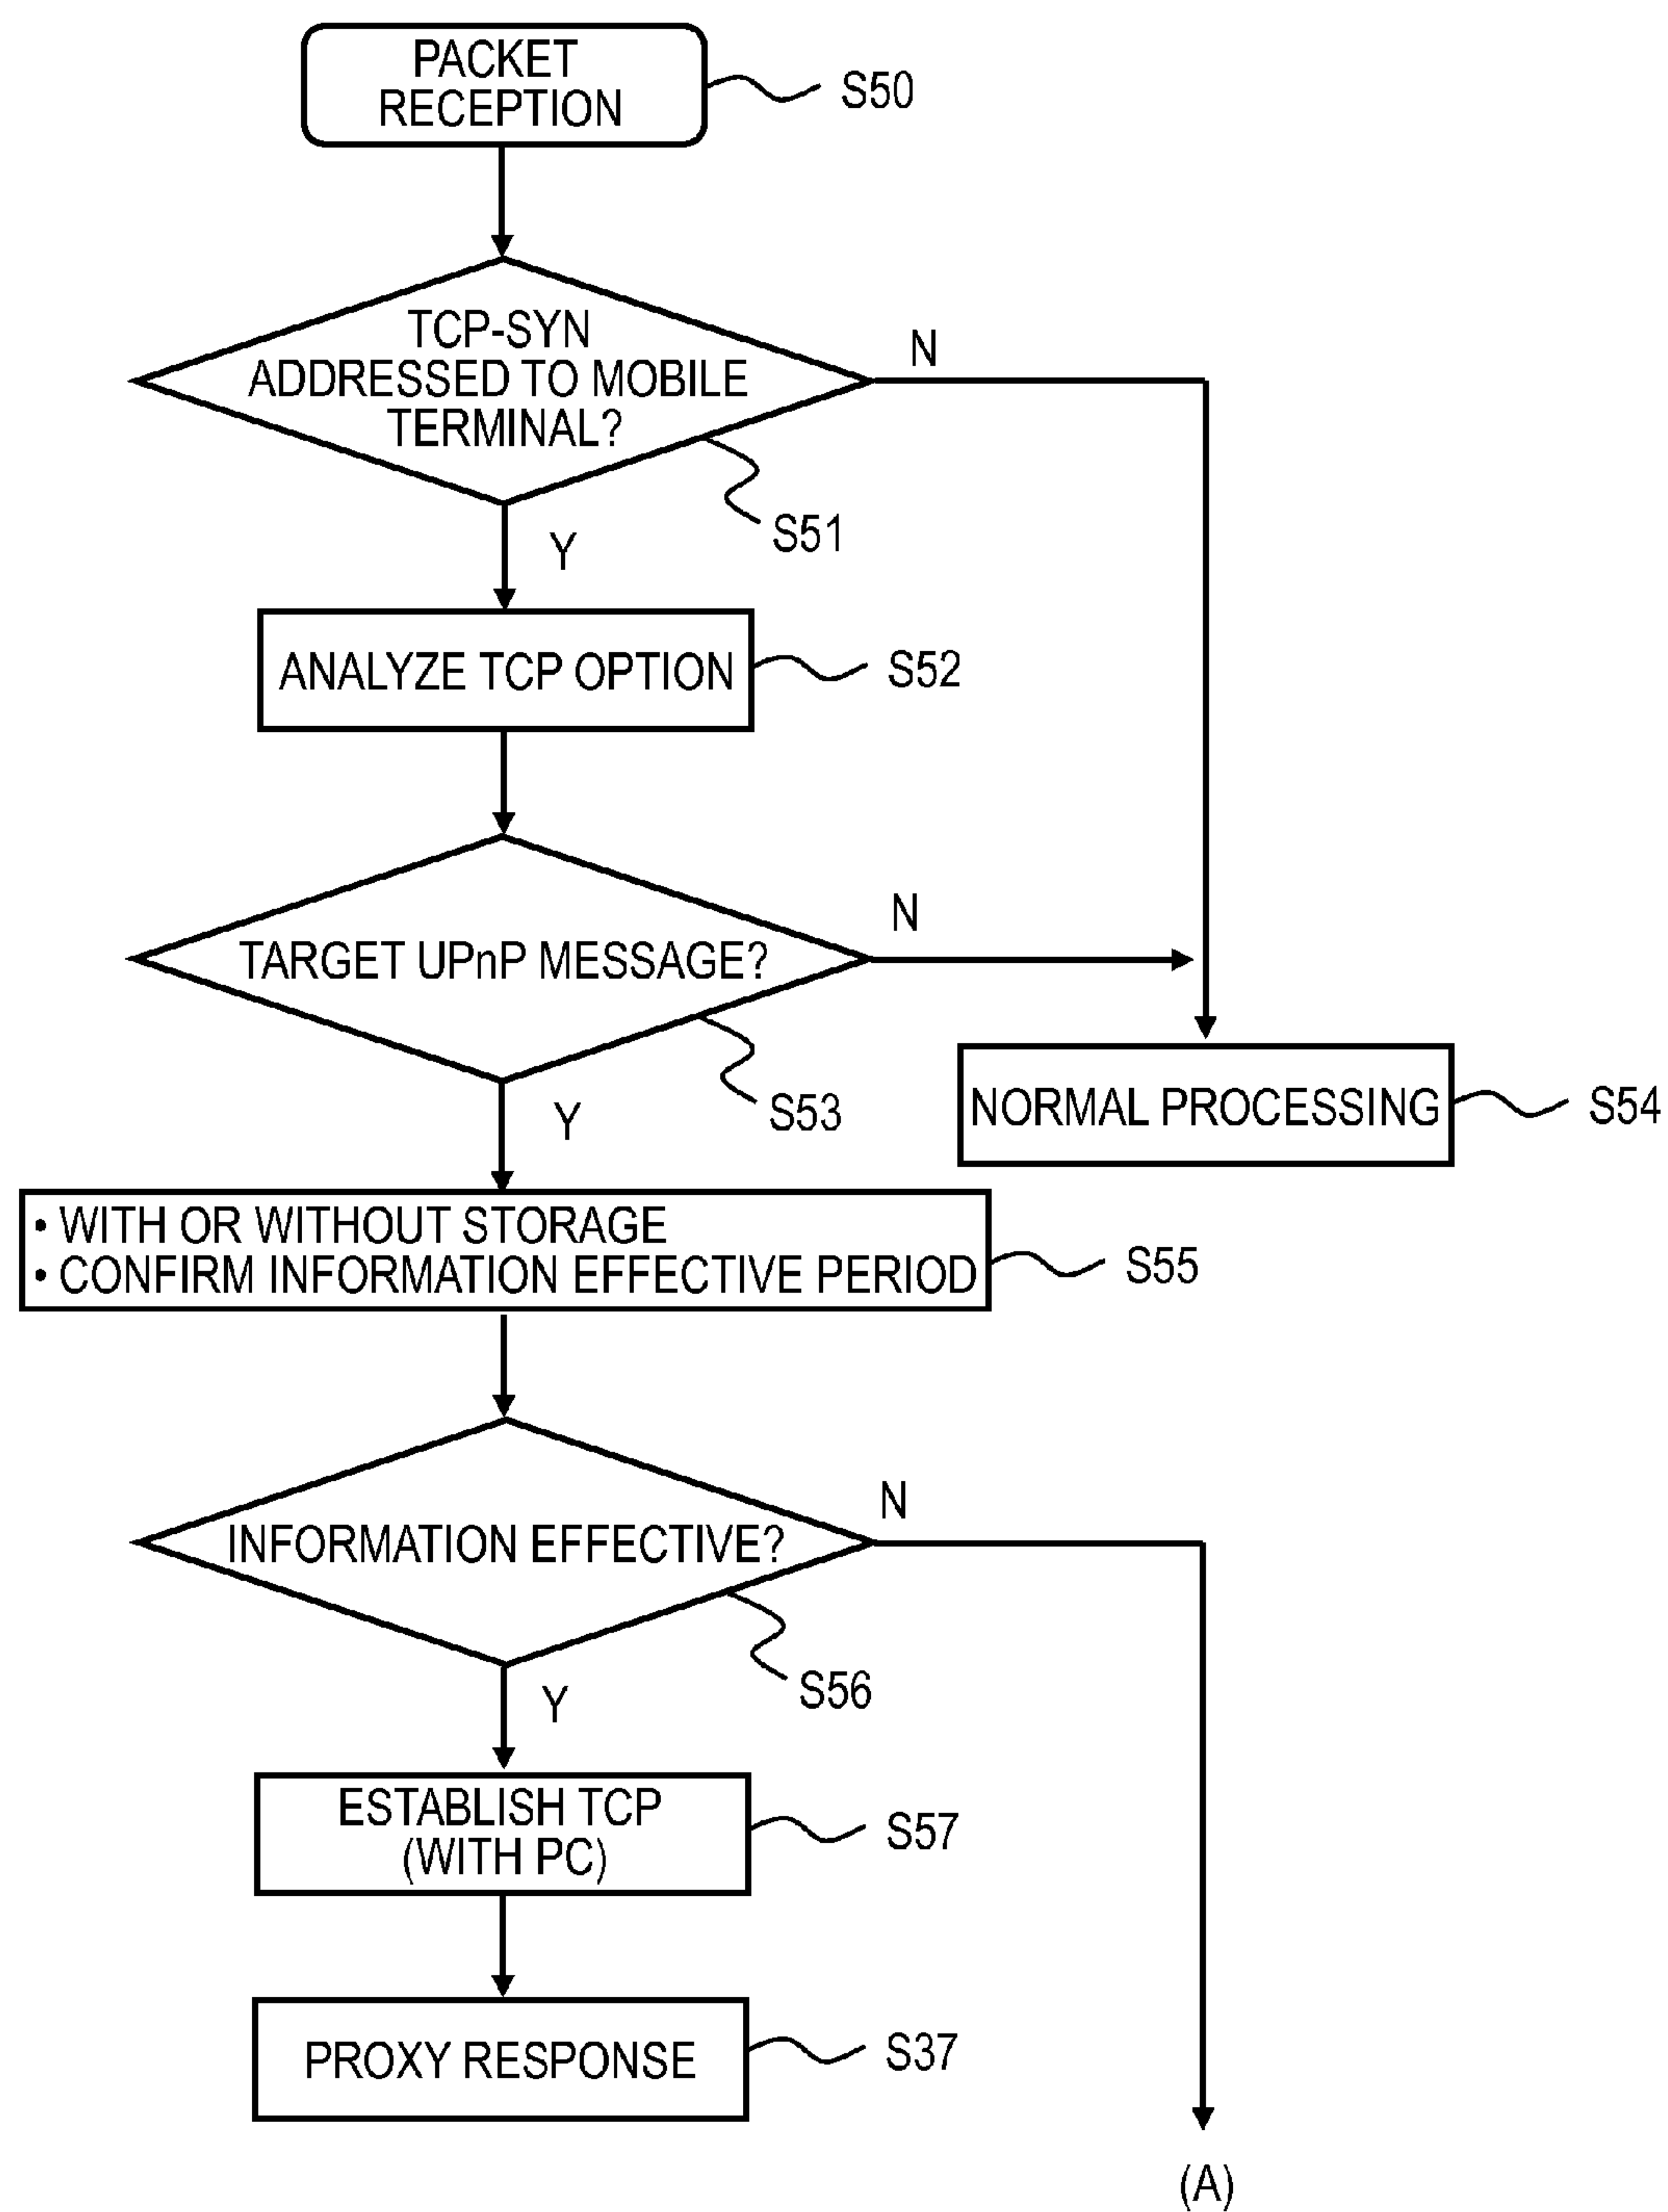 PACKET
RECEPTION
S50
TCP-SYN
ADDRESSED TO MOBILE
TERMINAL?
N
S51
Y
ANALYZE TCP OPTION
S52
TARGET UPnP MESSAGE?
N
S53
Y
NORMAL PROCESSING
S54
• WITH OR WITHOUT STORAGE
• CONFIRM INFORMATION EFFECTIVE PERIOD
S55
INFORMATION EFFECTIVE?
N
S56
Y
ESTABLISH TCP
(WITH PC)
S57
PROXY RESPONSE
S37
(A)